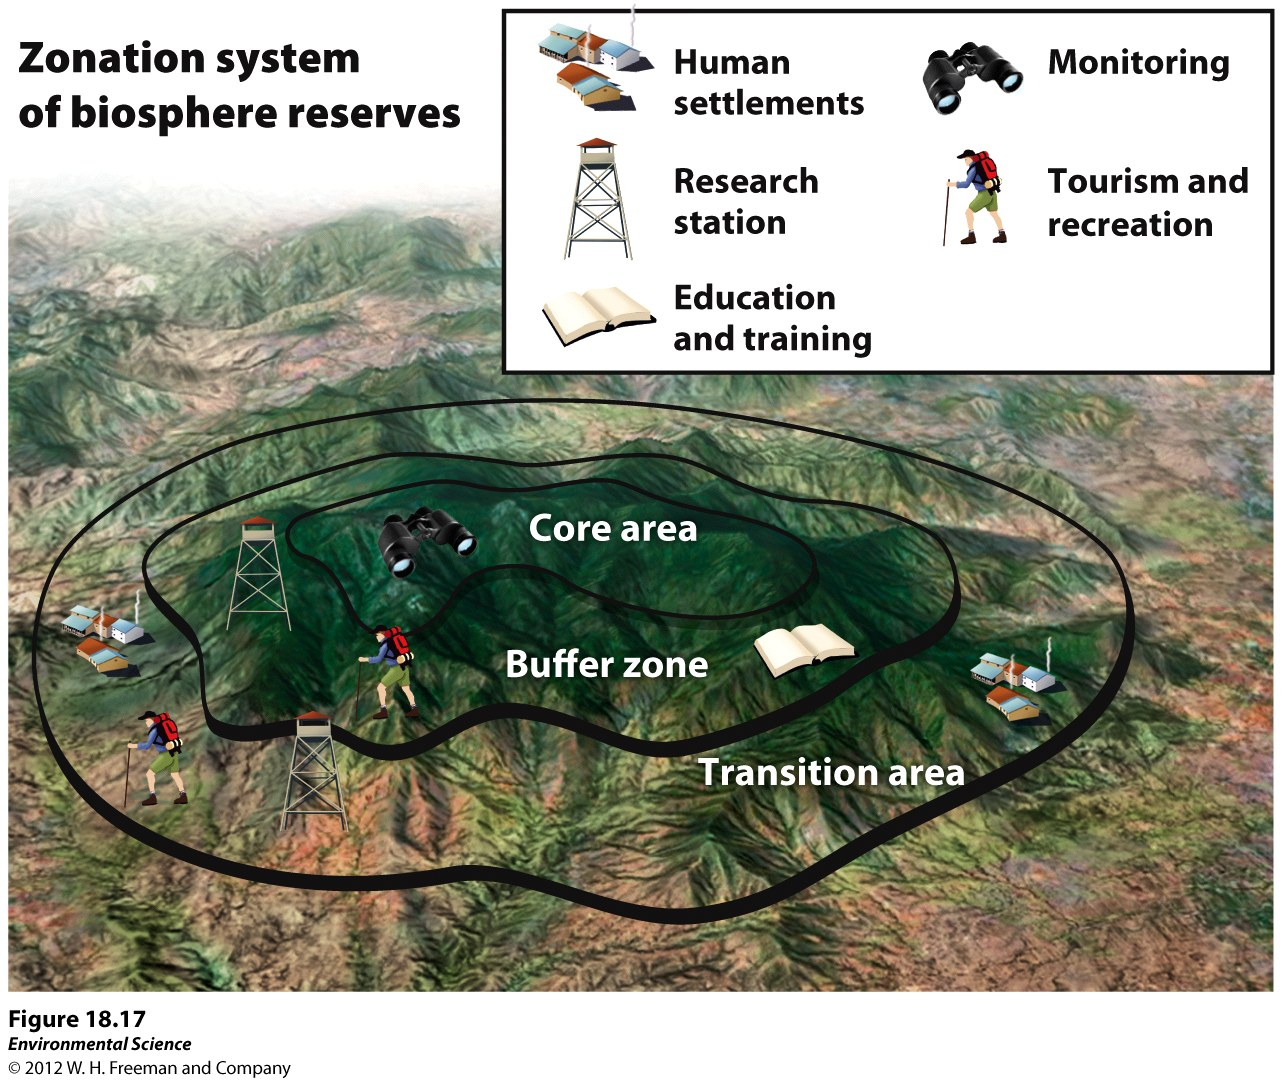 Zonation system
of biosphere reserves
Human
settlements
Monitoring
Research
station
Tourism and
recreation
Education
and training
Core area
Buffer zone
Transition area
Figure 18.17
Environmental Science
© 2012 W. H. Freeman and Company